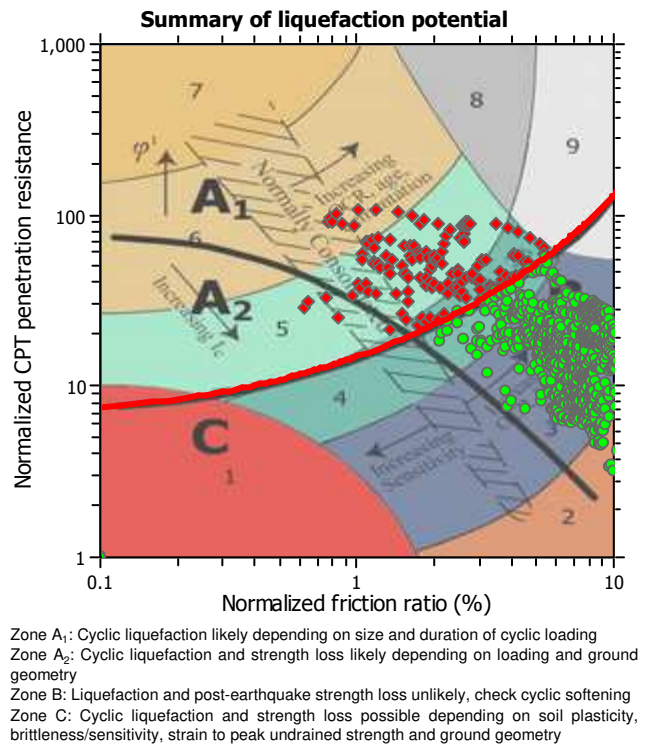 Summary of liquefaction potential
1,000
7
8
9
φ'
Increasing
Normally Conso
A1
100
6
A2
Increasing Ic
5
10
4
C
1
Increasing
Sensitivity
3
2
1
0.1
1
10
Normalized CPT penetration resistance
Normalized friction ratio (%)
Zone A1: Cyclic liquefaction likely depending on size and duration of cyclic loading
Zone A2: Cyclic liquefaction and strength loss likely depending on loading and ground
geometry
Zone B: Liquefaction and post-earthquake strength loss unlikely, check cyclic softening
Zone C: Cyclic liquefaction and strength loss possible depending on soil plasticity,
brittleness/sensitivity, strain to peak undrained strength and ground geometry